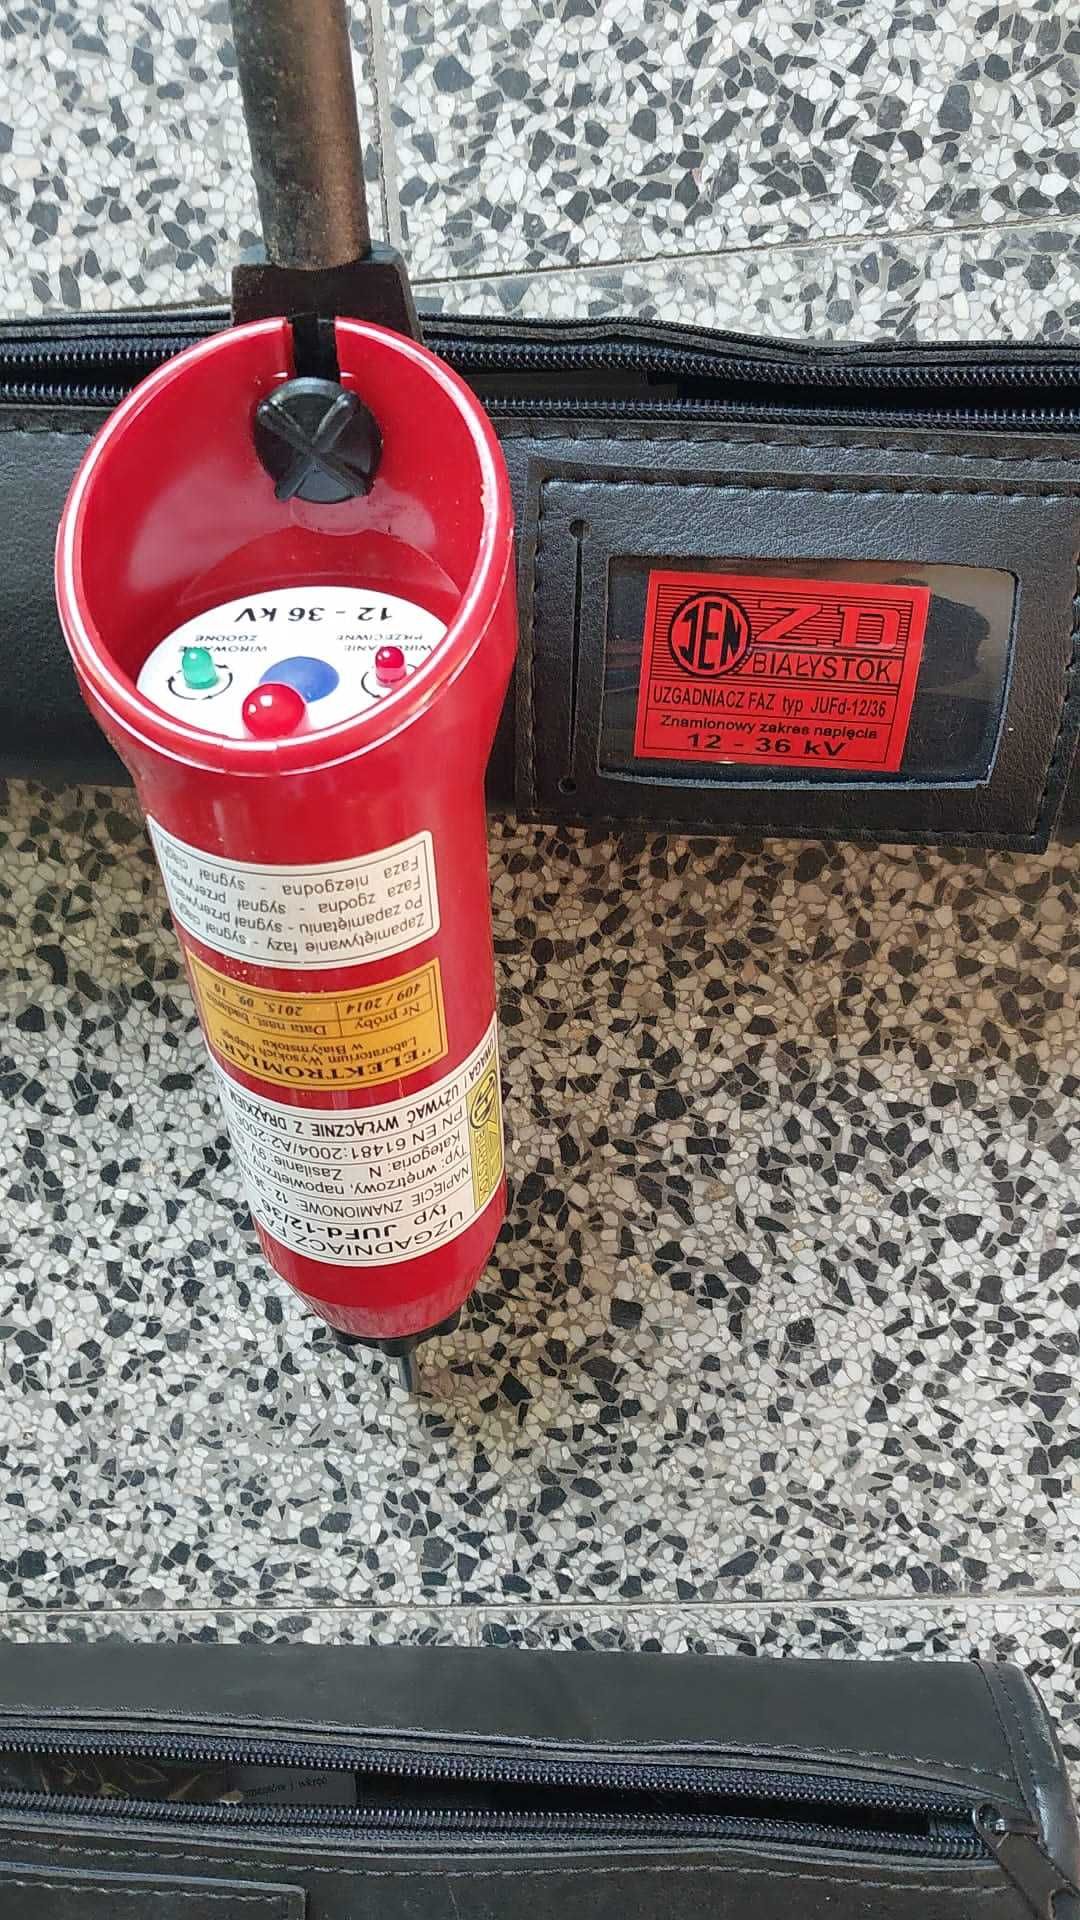 12 - 36 kV
WIROWANIE
ZGODNE
WIROWANIE
PRZECIWNE
JEN ZD
BIAŁYSTOK
UZGADNIACZ FAZ typ JUFd-12/36
Znamionowy zakres napięcia
12 - 36 kV
Zapamiętywanie fazy - sygnał ciągły
Po zapamiętaniu - sygnał przerywany
Faza zgodna - sygnał przerywany
Faza niezgodna - sygnał ciągły
"ELEKTROMIAR"
Laboratorium Wysokich Napięć
w Białymstoku
Nr próby
Data nast. badania
409 / 2014
2015. 09. 10
UZGADNIACZ FAZ
typ JUFd-12/36
NAPIĘCIE ZNAMIONOWE: 12-36
Typ: wnętrzowy, napowietrzny
Kategoria: N Zasilanie: 9V
PN EN 61481:2004/A2:200
UWAGA ! UŻYWAĆ WYŁĄCZNIE Z DRĄŻKIEM